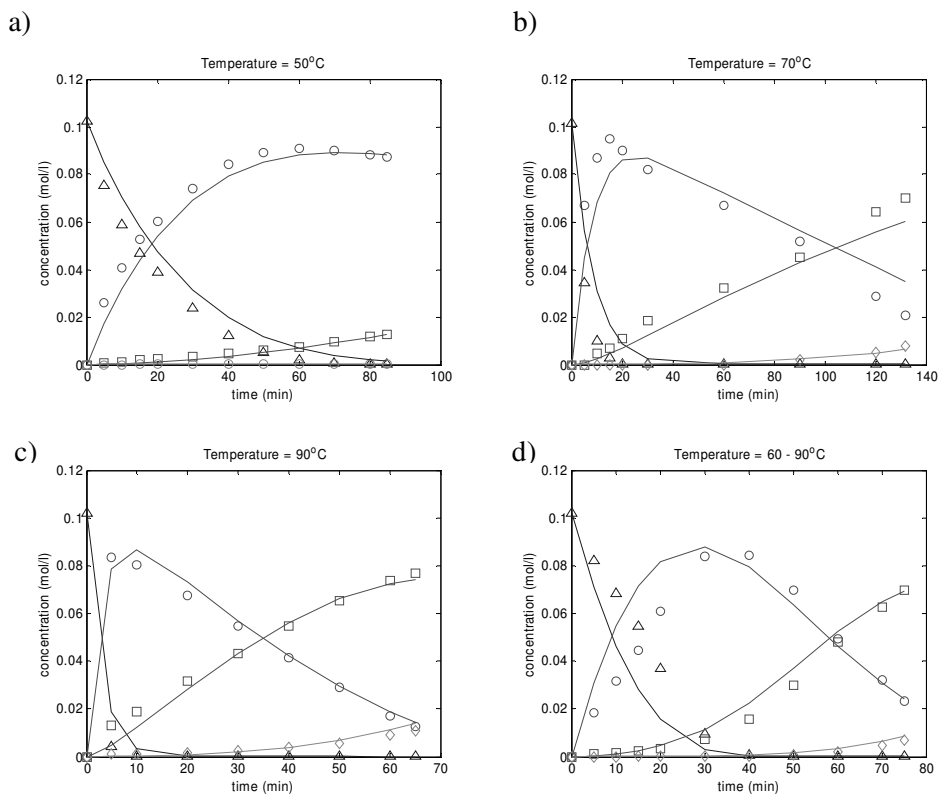 a)
Temperature = 50°C
0.12
0.1
0.08
0.06
0.04
0.02
0
concentration (mol/l)
0 20 40 60 80 100
time (min)
b)
Temperature = 70°C
0.12
0.1
0.08
0.06
0.04
0.02
0
concentration (mol/l)
0 20 40 60 80 100 120 140
time (min)
c)
Temperature = 90°C
0.12
0.1
0.08
0.06
0.04
0.02
0
concentration (mol/l)
0 10 20 30 40 50 60 70
time (min)
d)
Temperature = 60 - 90°C
0.12
0.1
0.08
0.06
0.04
0.02
0
concentration (mol/l)
0 10 20 30 40 50 60 70 80
time (min)